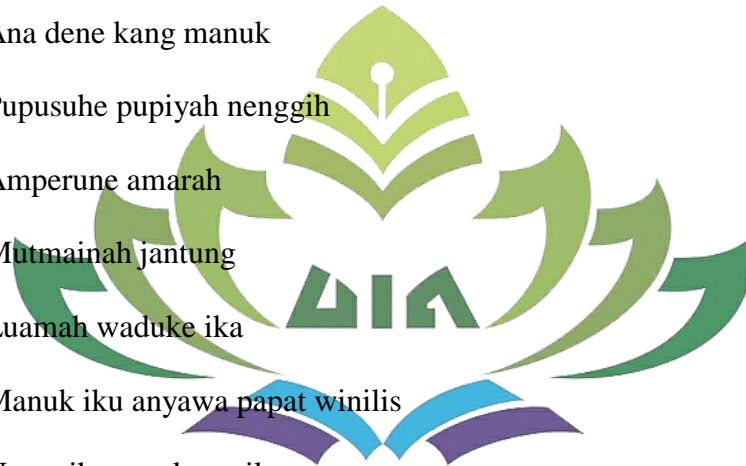 Ana dene kang manuk
Pupusuhe pupiyah nenggih
Amperune amarah
Mutmainah jantung
UIN
Luamah waduke ika
Manuk iku anyawa papat winilis